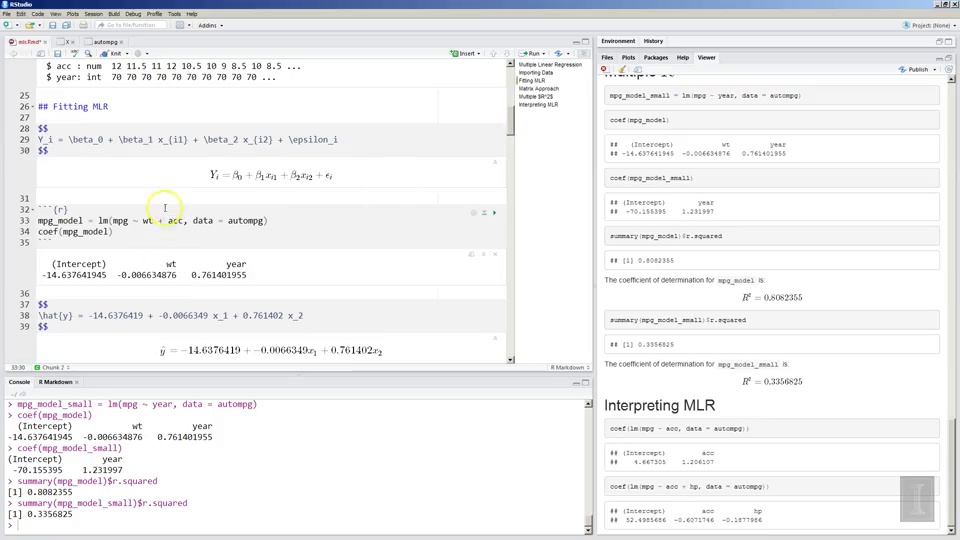 RStudio
File Edit Code View Plots Session Build Debug Profile Tools Help
Go to file/function
Addins
Project: (None)
mlr.Rmd*
X
autompg
Knit
Insert
Run
$ acc : num 12 11.5 11 12 10.5 10 9 8.5 10 8.5 ...
$ year: int 70 70 70 70 70 70 70 70 70 70 ...
25
26 ## Fitting MLR
27
28 $$
29 Y_i = \beta_0 + \beta_1 x_{i1} + \beta_2 x_{i2} + \epsilon_i
30 $$
Y_i = β_0 + β_1x_{i1} + β_2x_{i2} + ϵ_i
31
32 ```{r}
33 mpg_model = lm(mpg ~ wt + acc, data = autompg)
34 coef(mpg_model)
35 ```
(Intercept) wt year
-14.637641945 -0.006634876 0.761401955
36
37 $$
38 \hat{y} = -14.6376419 + -0.0066349 x_1 + 0.761402 x_2
39 $$
ŷ = −14.6376419 + −0.0066349x_1 + 0.761402x_2
33:30 Chunk 2 R Markdown
Multiple Linear Regression
Importing Data
Fitting MLR
Matrix Approach
Multiple $R^2$
Interpreting MLR
Console R Markdown
~/
> mpg_model_small = lm(mpg ~ year, data = autompg)
> coef(mpg_model)
(Intercept) wt year
-14.637641945 -0.006634876 0.761401955
> coef(mpg_model_small)
(Intercept) year
-70.155395 1.231997
> summary(mpg_model)$r.squared
[1] 0.8082355
> summary(mpg_model_small)$r.squared
[1] 0.3356825
>
Environment History
Files Plots Packages Help Viewer
Publish
Multiple R²
mpg_model_small = lm(mpg ~ year, data = autompg)
coef(mpg_model)
## (Intercept) wt year
## -14.637641945 -0.006634876 0.761401955
coef(mpg_model_small)
## (Intercept) year
## -70.155395 1.231997
summary(mpg_model)$r.squared
## [1] 0.8082355
The coefficient of determination for mpg_model is:
R² = 0.8082355
summary(mpg_model_small)$r.squared
## [1] 0.3356825
The coefficient of determination for mpg_model_small is:
R² = 0.3356825
Interpreting MLR
coef(lm(mpg ~ acc, data = autompg))
## (Intercept) acc
## 4.667305 1.206107
coef(lm(mpg ~ acc + hp, data = autompg))
## (Intercept) acc hp
## 52.4985686 -0.6071746 -0.1877986